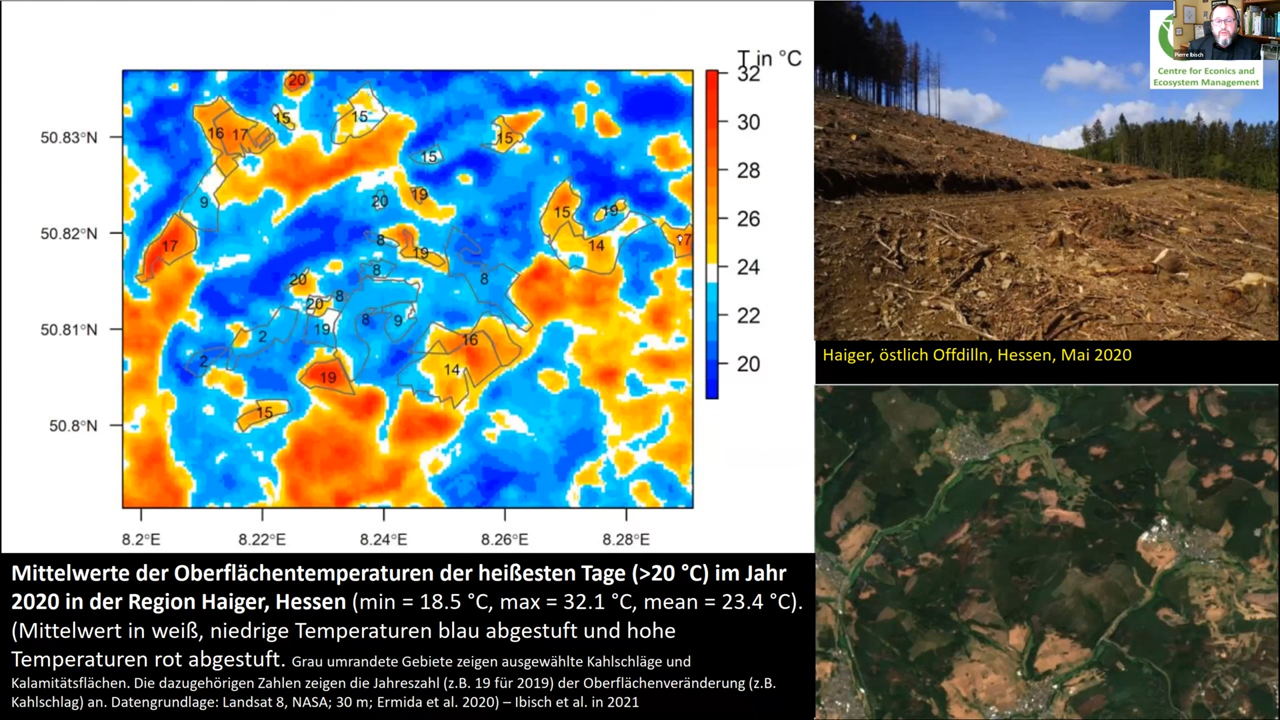 T in °C
32
30
28
26
24
22
20
50.83°N
50.82°N
50.81°N
50.8°N
8.2°E
8.22°E
8.24°E
8.26°E
8.28°E
20
16
17
15
15
15
15
9
20
19
15
19
14
17
8
19
8
8
20
8
20
19
8
9
2
2
16
14
19
15
Mittelwerte der Oberflächentemperaturen der heißesten Tage (>20 °C) im Jahr
2020 in der Region Haiger, Hessen (min = 18.5 °C, max = 32.1 °C, mean = 23.4 °C).
(Mittelwert in weiß, niedrige Temperaturen blau abgestuft und hohe
Temperaturen rot abgestuft. Grau umrandete Gebiete zeigen ausgewählte Kahlschläge und
Kalamitätsflächen. Die dazugehörigen Zahlen zeigen die Jahreszahl (z.B. 19 für 2019) der Oberflächenveränderung (z.B.
Kahlschlag) an. Datengrundlage: Landsat 8, NASA; 30 m; Ermida et al. 2020) – Ibisch et al. in 2021
Pierre Ibisch
Centre for Econics and
Ecosystem Management
Haiger, östlich Offdilln, Hessen, Mai 2020